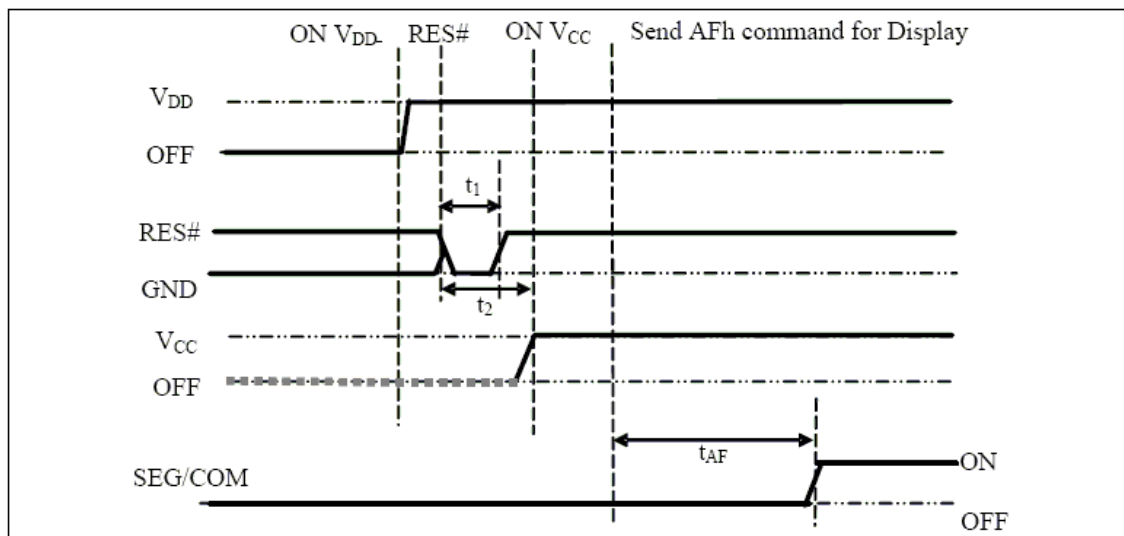 ON VDD- RES# ON VCC Send AFh command for Display
VDD
OFF
t1
RES#
GND
t2
VCC
OFF
tAF
ON
SEG/COM
OFF